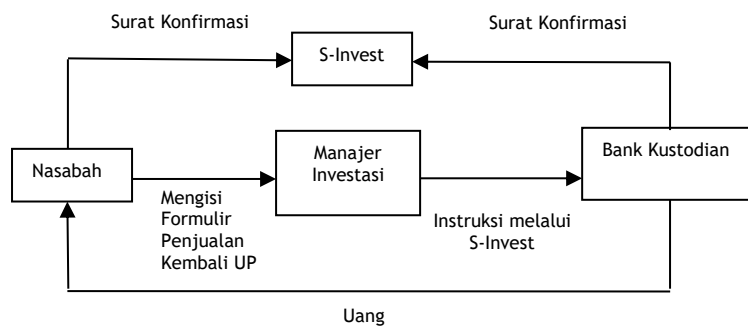 Surat Konfirmasi
Surat Konfirmasi
S-Invest
Nasabah
Manajer
Investasi
Bank Kustodian
Mengisi
Formulir
Penjualan
Kembali UP
Instruksi melalui
S-Invest
Uang